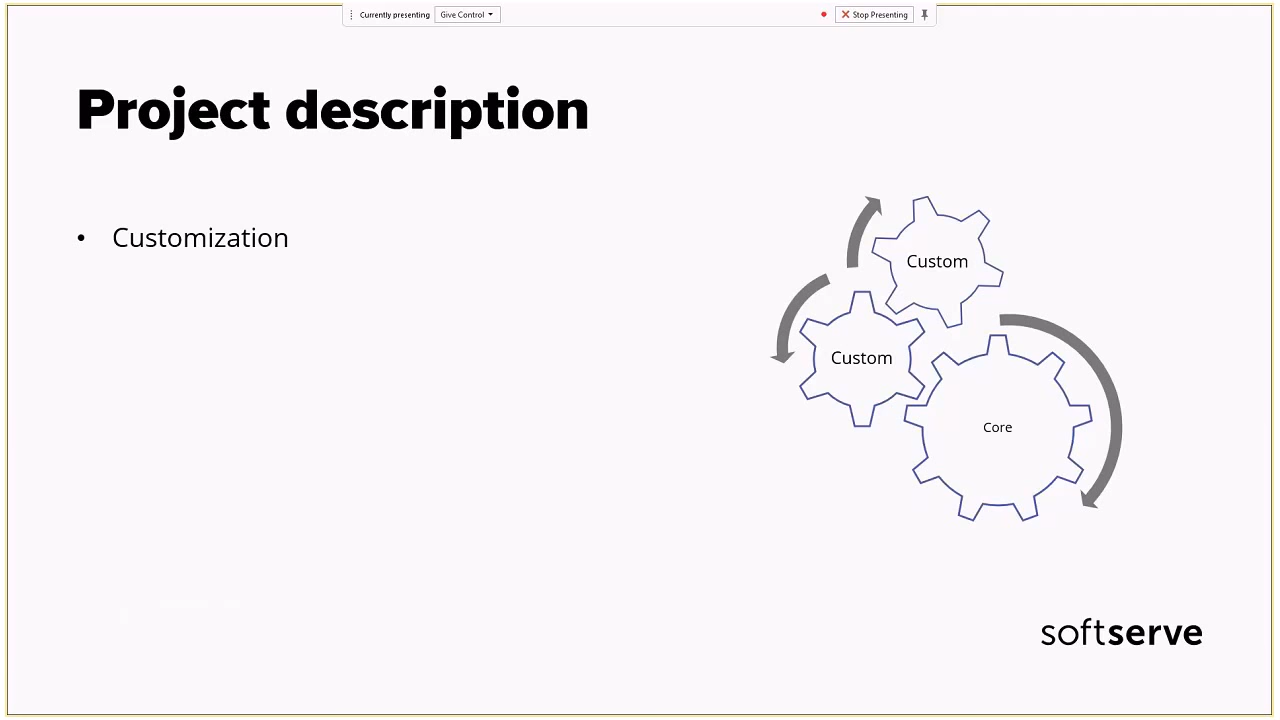 Currently presenting Give Control Stop Presenting
Project description
• Customization
Custom
Custom
Core
softserve